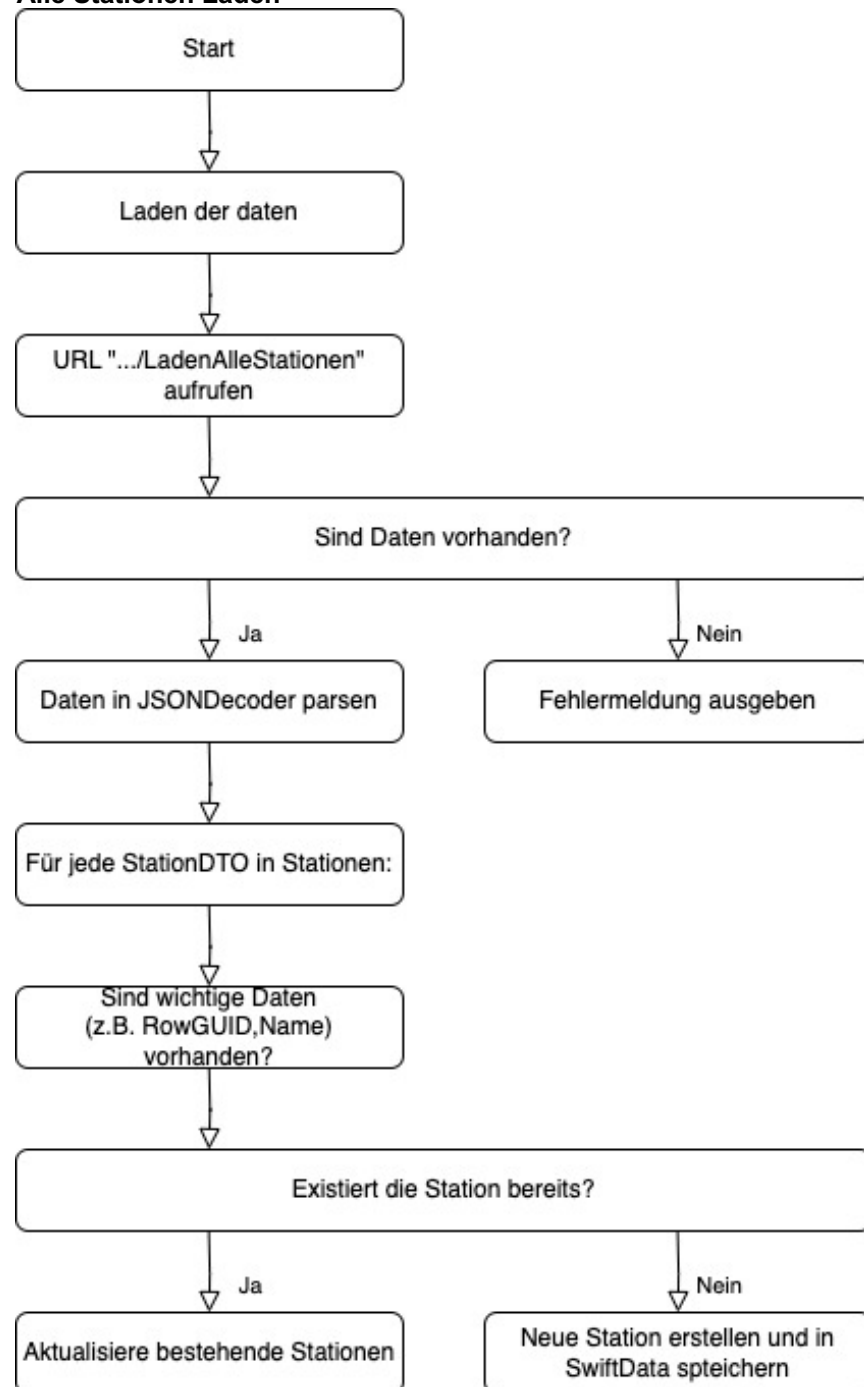 Alle Stationen Laden
Start
Laden der daten
URL ".../LadenAlleStationen"
aufrufen
Sind Daten vorhanden?
Ja
Nein
Daten in JSONDecoder parsen
Fehlermeldung ausgeben
Für jede StationDTO in Stationen:
Sind wichtige Daten
(z.B. RowGUID,Name)
vorhanden?
Existiert die Station bereits?
Ja
Nein
Aktualisiere bestehende Stationen
Neue Station erstellen und in
SwiftData spteichern